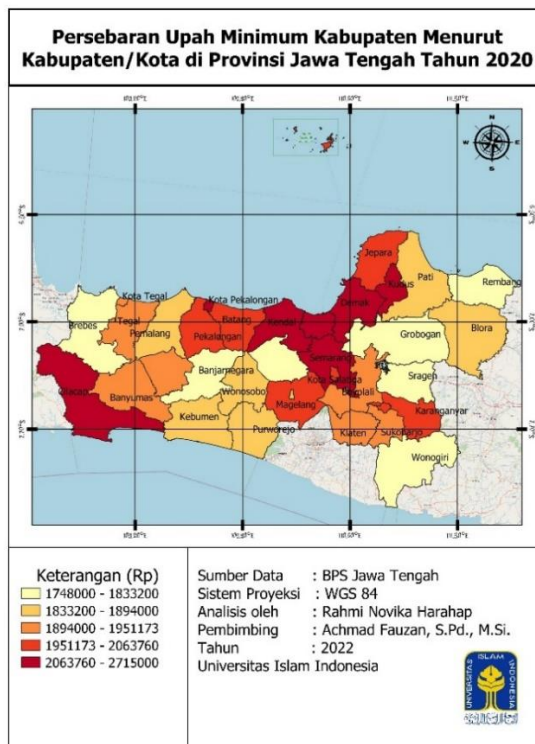 Persebaran Upah Minimum Kabupaten Menurut
Kabupaten/Kota di Provinsi Jawa Tengah Tahun 2020
N
W E
S
Jepara
Pati
Rembang
Kudus
Demak
Kota Tegal
Kota Pekalongan
Brebes
Tegal
Pemalang
Batang
Pekalongan
Kendal
Grobogan
Blora
Semarang
Banjarnegara
Kota Salatiga
Sragen
Cilacap
Banyumas
Wonosobo
Boyolali
Magelang
Karanganyar
Kebumen
Purworejo
Klaten
Sukoharjo
Wonogiri
Keterangan (Rp)
1748000 - 1833200
1833200 - 1894000
1894000 - 1951173
1951173 - 2063760
2063760 - 2715000
Sumber Data : BPS Jawa Tengah
Sistem Proyeksi : WGS 84
Analisis oleh : Rahmi Novika Harahap
Pembimbing : Achmad Fauzan, S.Pd., M.Si.
Tahun : 2022
Universitas Islam Indonesia
UNIVERSITAS ISLAM INDONESIA